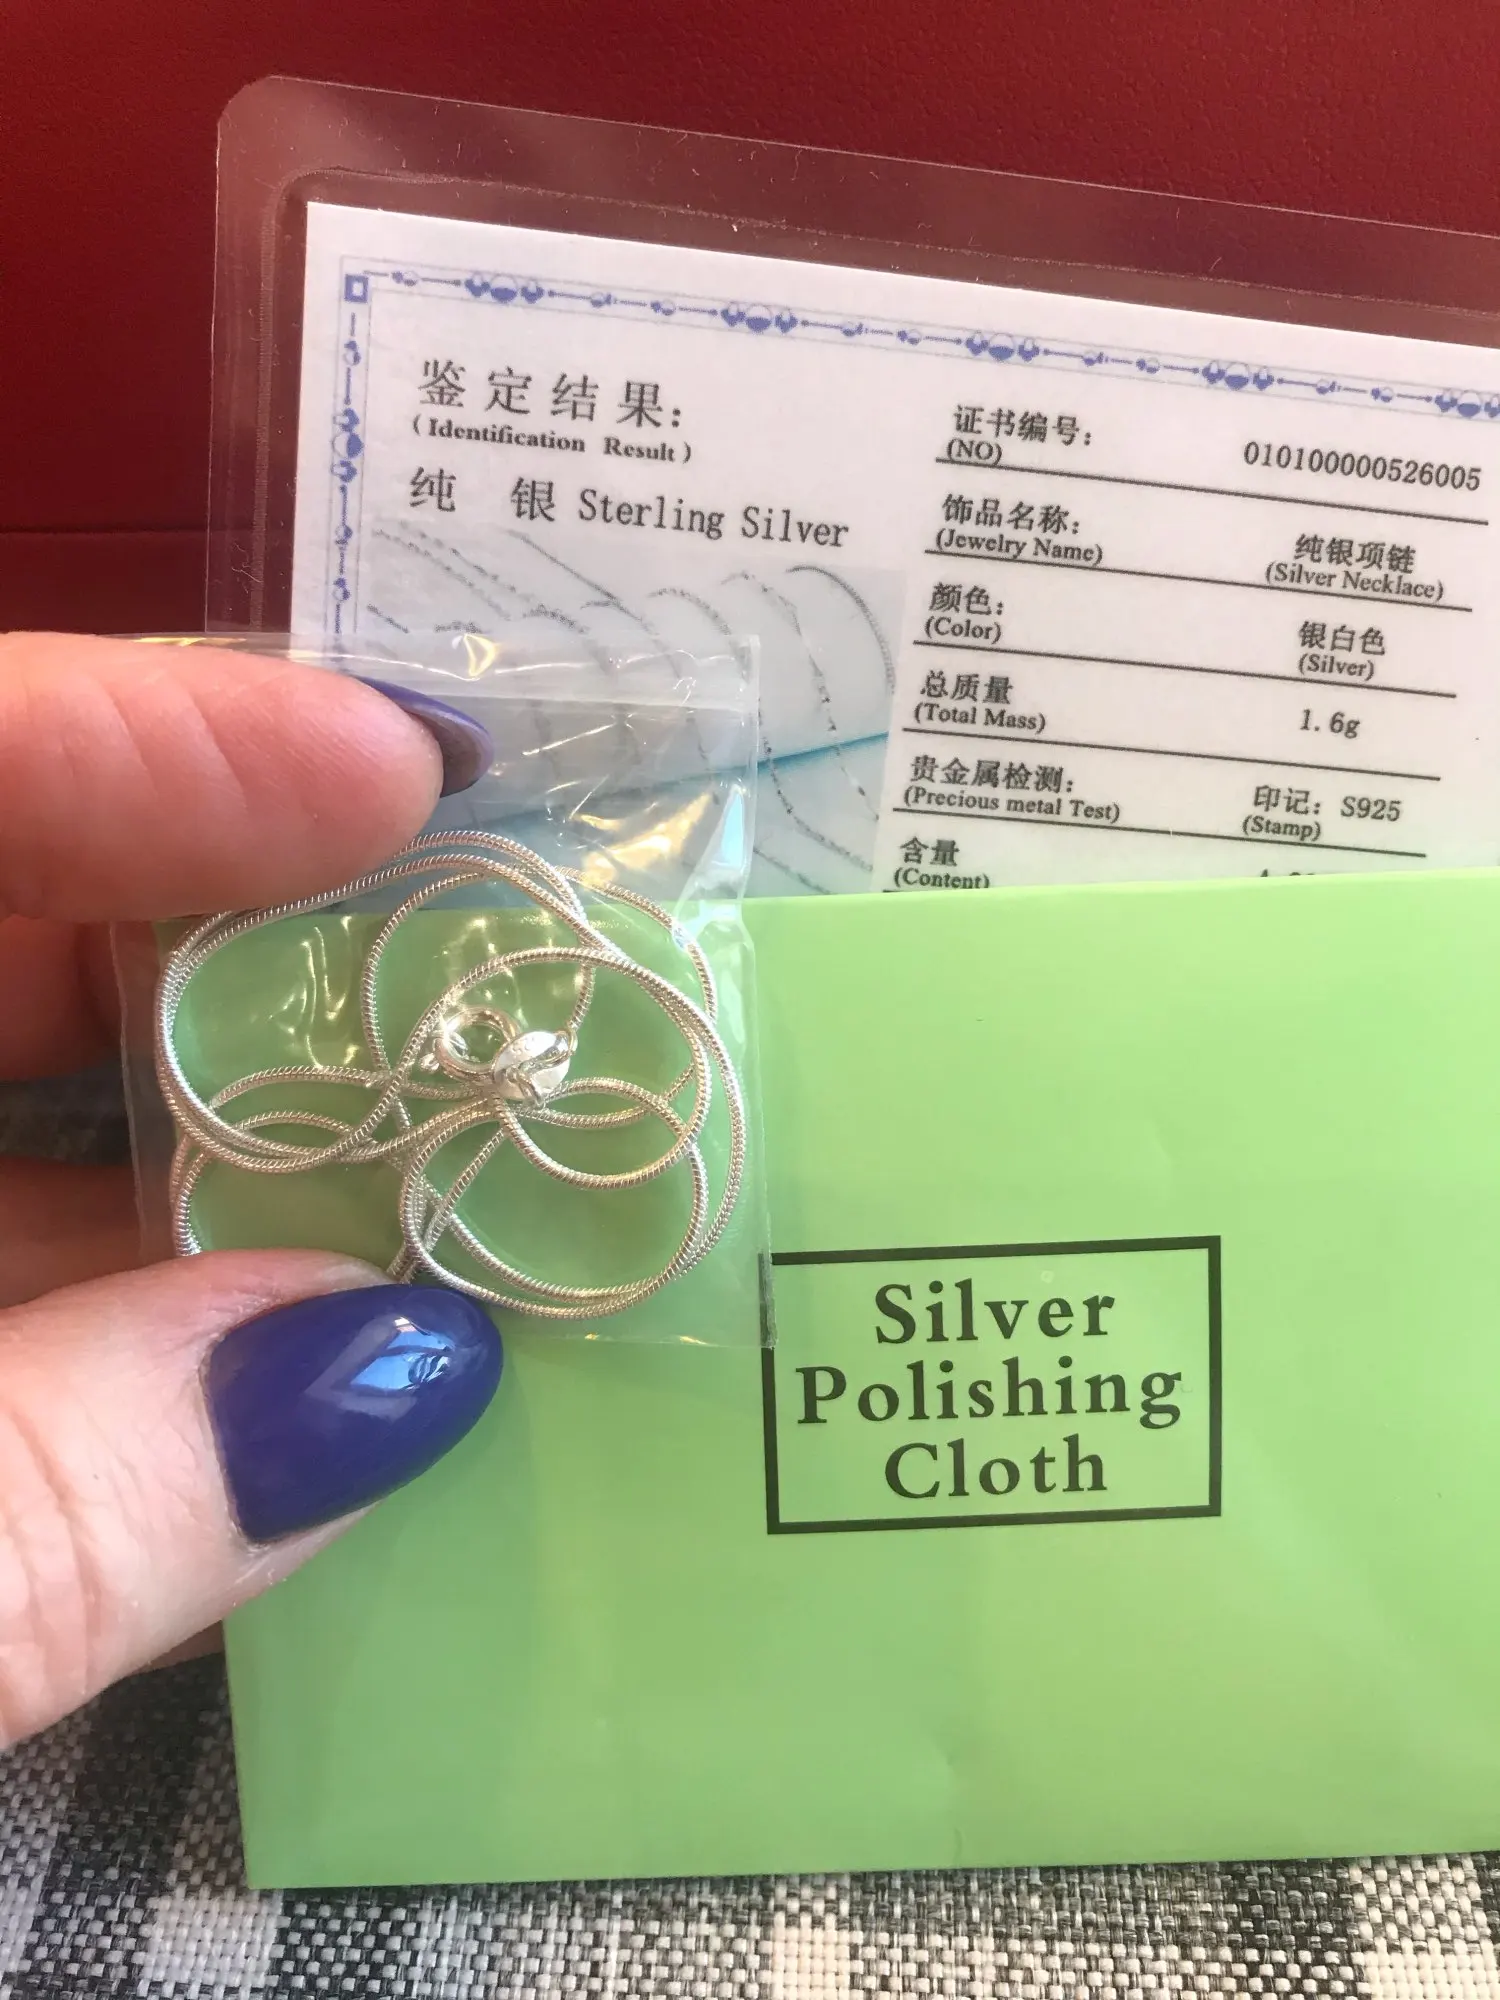 鉴定结果:
(Identification Result)
纯 银 Sterling Silver
证书编号:
(NO)
010100000526005
饰品名称:
(Jewelry Name)
纯银项链
(Silver Necklace)
颜色:
(Color)
银白色
(Silver)
总质量
(Total Mass)
1.6g
贵金属检测:
(Precious metal Test)
印记: S925
(Stamp)
含量
(Content)
Silver
Polishing
Cloth